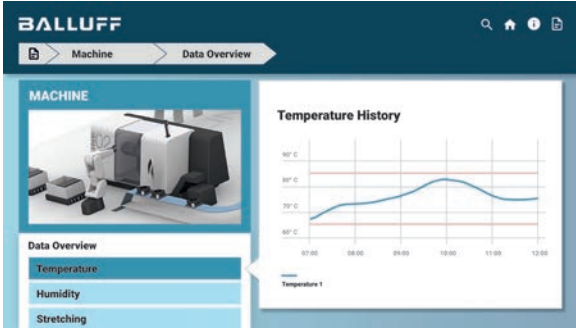 BALLUFF
Machine
Data Overview
MACHINE
Temperature History
90° C
80° C
70° C
60° C
07:00
08:00
09:00
10:00
11:00
12:00
Temperature 1
Data Overview
Temperature
Humidity
Stretching